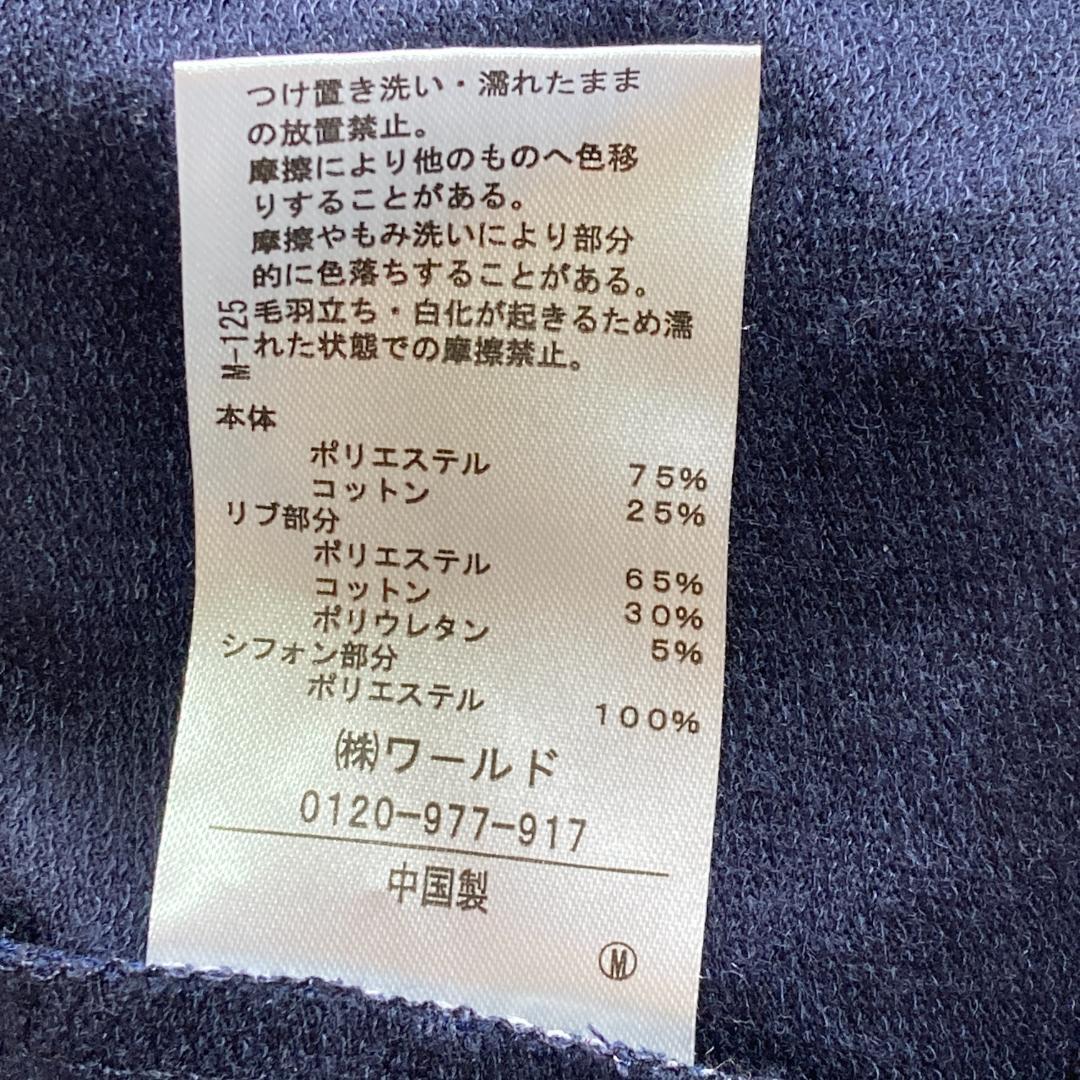 つけ置き洗い・濡れたまま
の放置禁止。
摩擦により他のものへ色移
りすることがある。
摩擦やもみ洗いにより部分
的に色落ちすることがある。
毛羽立ち・白化が起きるため濡
れた状態での摩擦禁止。
M-125
本体
ポリエステル 75%
コットン 25%
リブ部分
ポリエステル 65%
コットン 30%
ポリウレタン 5%
シフォン部分
ポリエステル 100%
㈱ワールド
0120-977-917
中国製
Ⓜ